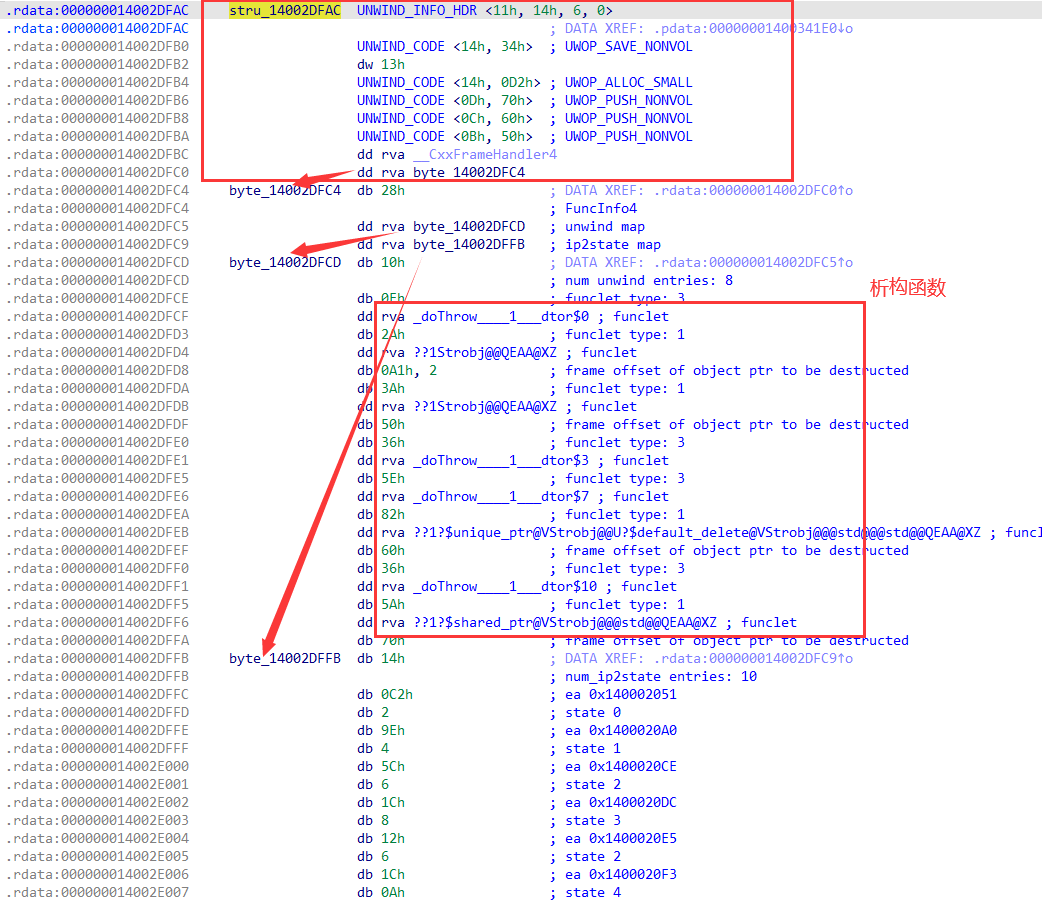 .rdata:000000014002DFAC stru_14002DFAC UNWIND_INFO_HDR <11h, 14h, 6, 0>
.rdata:000000014002DFAC ; DATA XREF: .pdata:00000001400341E0↓o
.rdata:000000014002DFB0 UNWIND_CODE <14h, 34h> ; UWOP_SAVE_NONVOL
.rdata:000000014002DFB2 dw 13h
.rdata:000000014002DFB4 UNWIND_CODE <14h, 0D2h> ; UWOP_ALLOC_SMALL
.rdata:000000014002DFB6 UNWIND_CODE <0Dh, 70h> ; UWOP_PUSH_NONVOL
.rdata:000000014002DFB8 UNWIND_CODE <0Ch, 60h> ; UWOP_PUSH_NONVOL
.rdata:000000014002DFBA UNWIND_CODE <0Bh, 50h> ; UWOP_PUSH_NONVOL
.rdata:000000014002DFBC dd rva __CxxFrameHandler4
.rdata:000000014002DFC0 dd rva byte_14002DFC4
.rdata:000000014002DFC4 byte_14002DFC4 db 28h ; DATA XREF: .rdata:000000014002DFC0↑o
.rdata:000000014002DFC4 ; FuncInfo4
.rdata:000000014002DFC5 dd rva byte_14002DFCD ; unwind map
.rdata:000000014002DFC9 dd rva byte_14002DFFB ; ip2state map
.rdata:000000014002DFCD byte_14002DFCD db 10h ; DATA XREF: .rdata:000000014002DFC5↑o
.rdata:000000014002DFCD ; num unwind entries: 8
析构函数
.rdata:000000014002DFCE db 0Eh ; funclet type: 3
.rdata:000000014002DFCF dd rva _doThrow____1___dtor$0 ; funclet
.rdata:000000014002DFD3 db 2Ah ; funclet type: 1
.rdata:000000014002DFD4 dd rva ??1Strobj@@QEAA@XZ ; funclet
.rdata:000000014002DFD8 db 0A1h, 2 ; frame offset of object ptr to be destructed
.rdata:000000014002DFDA db 3Ah ; funclet type: 1
.rdata:000000014002DFDB dd rva ??1Strobj@@QEAA@XZ ; funclet
.rdata:000000014002DFDF db 50h ; frame offset of object ptr to be destructed
.rdata:000000014002DFE0 db 36h ; funclet type: 3
.rdata:000000014002DFE1 dd rva _doThrow____1___dtor$3 ; funclet
.rdata:000000014002DFE5 db 5Eh ; funclet type: 3
.rdata:000000014002DFE6 dd rva _doThrow____1___dtor$7 ; funclet
.rdata:000000014002DFEA db 82h ; funclet type: 1
.rdata:000000014002DFEB dd rva ??1?$unique_ptr@VStrobj@@U?$default_delete@VStrobj@@@std@@@std@@QEAA@XZ ; funcl
.rdata:000000014002DFEF db 60h ; frame offset of object ptr to be destructed
.rdata:000000014002DFF0 db 36h ; funclet type: 3
.rdata:000000014002DFF1 dd rva _doThrow____1___dtor$10 ; funclet
.rdata:000000014002DFF5 db 5Ah ; funclet type: 1
.rdata:000000014002DFF6 dd rva ??1?$shared_ptr@VStrobj@@@std@@QEAA@XZ ; funclet
.rdata:000000014002DFFA db 70h ; frame offset of object ptr to be destructed
.rdata:000000014002DFFB byte_14002DFFB db 14h ; DATA XREF: .rdata:000000014002DFC9↑o
.rdata:000000014002DFFB ; num_ip2state entries: 10
.rdata:000000014002DFFC db 0C2h ; ea 0x140002051
.rdata:000000014002DFFD db 2 ; state 0
.rdata:000000014002DFFE db 9Eh ; ea 0x1400020A0
.rdata:000000014002DFFF db 4 ; state 1
.rdata:000000014002E000 db 5Ch ; ea 0x1400020CE
.rdata:000000014002E001 db 6 ; state 2
.rdata:000000014002E002 db 1Ch ; ea 0x1400020DC
.rdata:000000014002E003 db 8 ; state 3
.rdata:000000014002E004 db 12h ; ea 0x1400020E5
.rdata:000000014002E005 db 6 ; state 2
.rdata:000000014002E006 db 1Ch ; ea 0x1400020F3
.rdata:000000014002E007 db 0Ah ; state 4